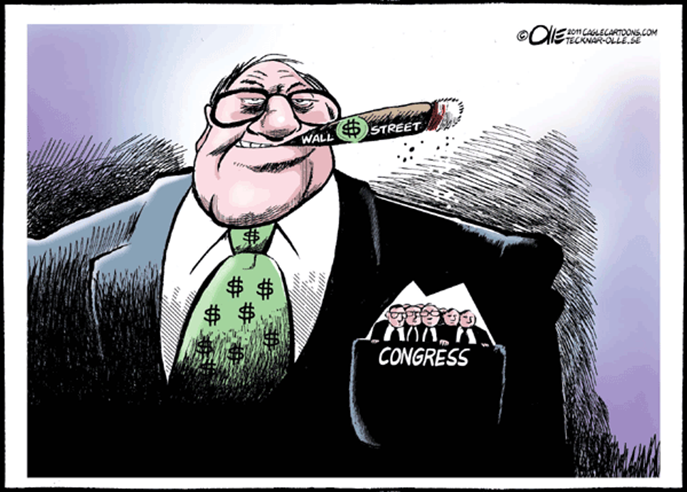 © Olle 2011 CAGLECARTOONS.COM
TECKNAR-OLLE.SE
WALL $ STREET
$
$ $
$ $
$ $
$
CONGRESS